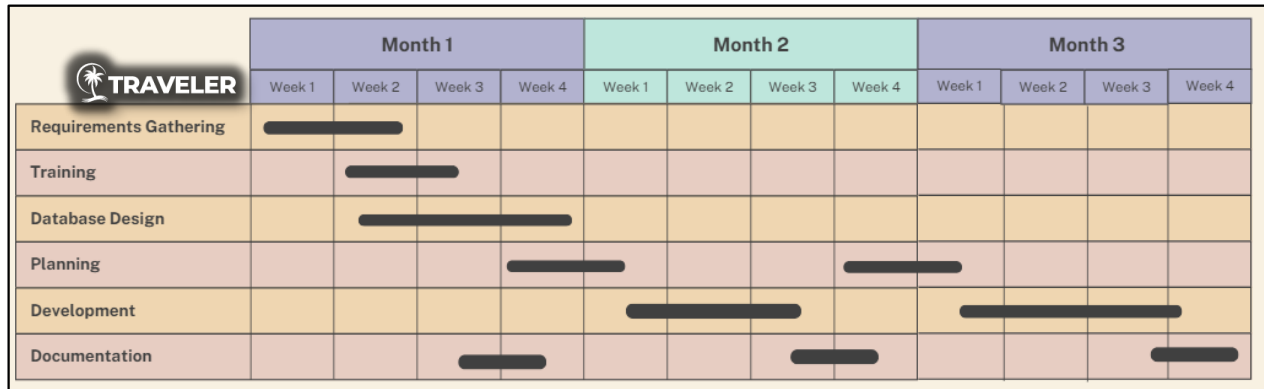 Month 1 Month 2 Month 3
TRAVELER Week 1 Week 2 Week 3 Week 4 Week 1 Week 2 Week 3 Week 4 Week 1 Week 2 Week 3 Week 4
Requirements Gathering
Training
Database Design
Planning
Development
Documentation